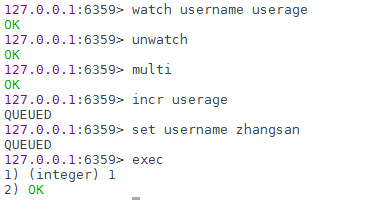 127.0.0.1:6359> watch username userage
OK
127.0.0.1:6359> unwatch
OK
127.0.0.1:6359> multi
OK
127.0.0.1:6359> incr userage
QUEUED
127.0.0.1:6359> set username zhangsan
QUEUED
127.0.0.1:6359> exec
1) (integer) 1
2) OK